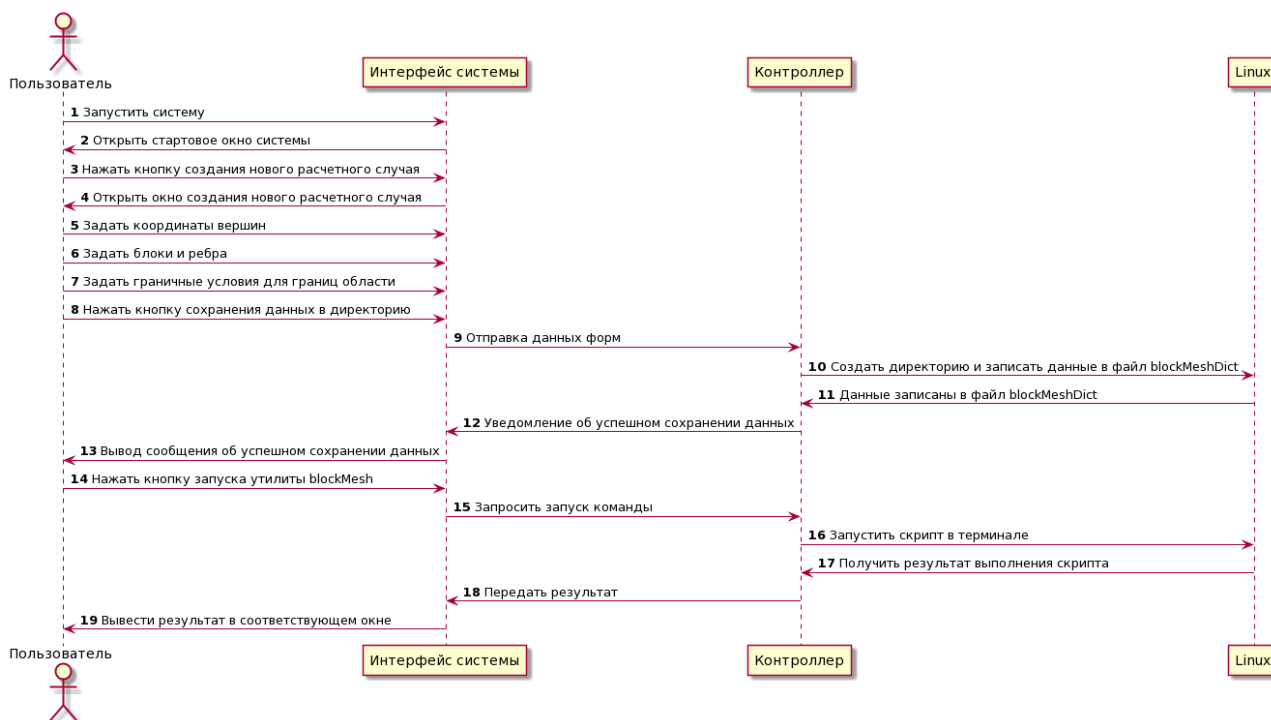 Пользователь
Интерфейс системы
Контроллер
Linux
1 Запустить систему
2 Открыть стартовое окно системы
3 Нажать кнопку создания нового расчетного случая
4 Открыть окно создания нового расчетного случая
5 Задать координаты вершин
6 Задать блоки и ребра
7 Задать граничные условия для границ области
8 Нажать кнопку сохранения данных в директорию
9 Отправка данных форм
10 Создать директорию и записать данные в файл blockMeshDict
11 Данные записаны в файл blockMeshDict
12 Уведомление об успешном сохранении данных
13 Вывод сообщения об успешном сохранении данных
14 Нажать кнопку запуска утилиты blockMesh
15 Запросить запуск команды
16 Запустить скрипт в терминале
17 Получить результат выполнения скрипта
18 Передать результат
19 Вывести результат в соответствующем окне
Пользователь
Интерфейс системы
Контроллер
Linux